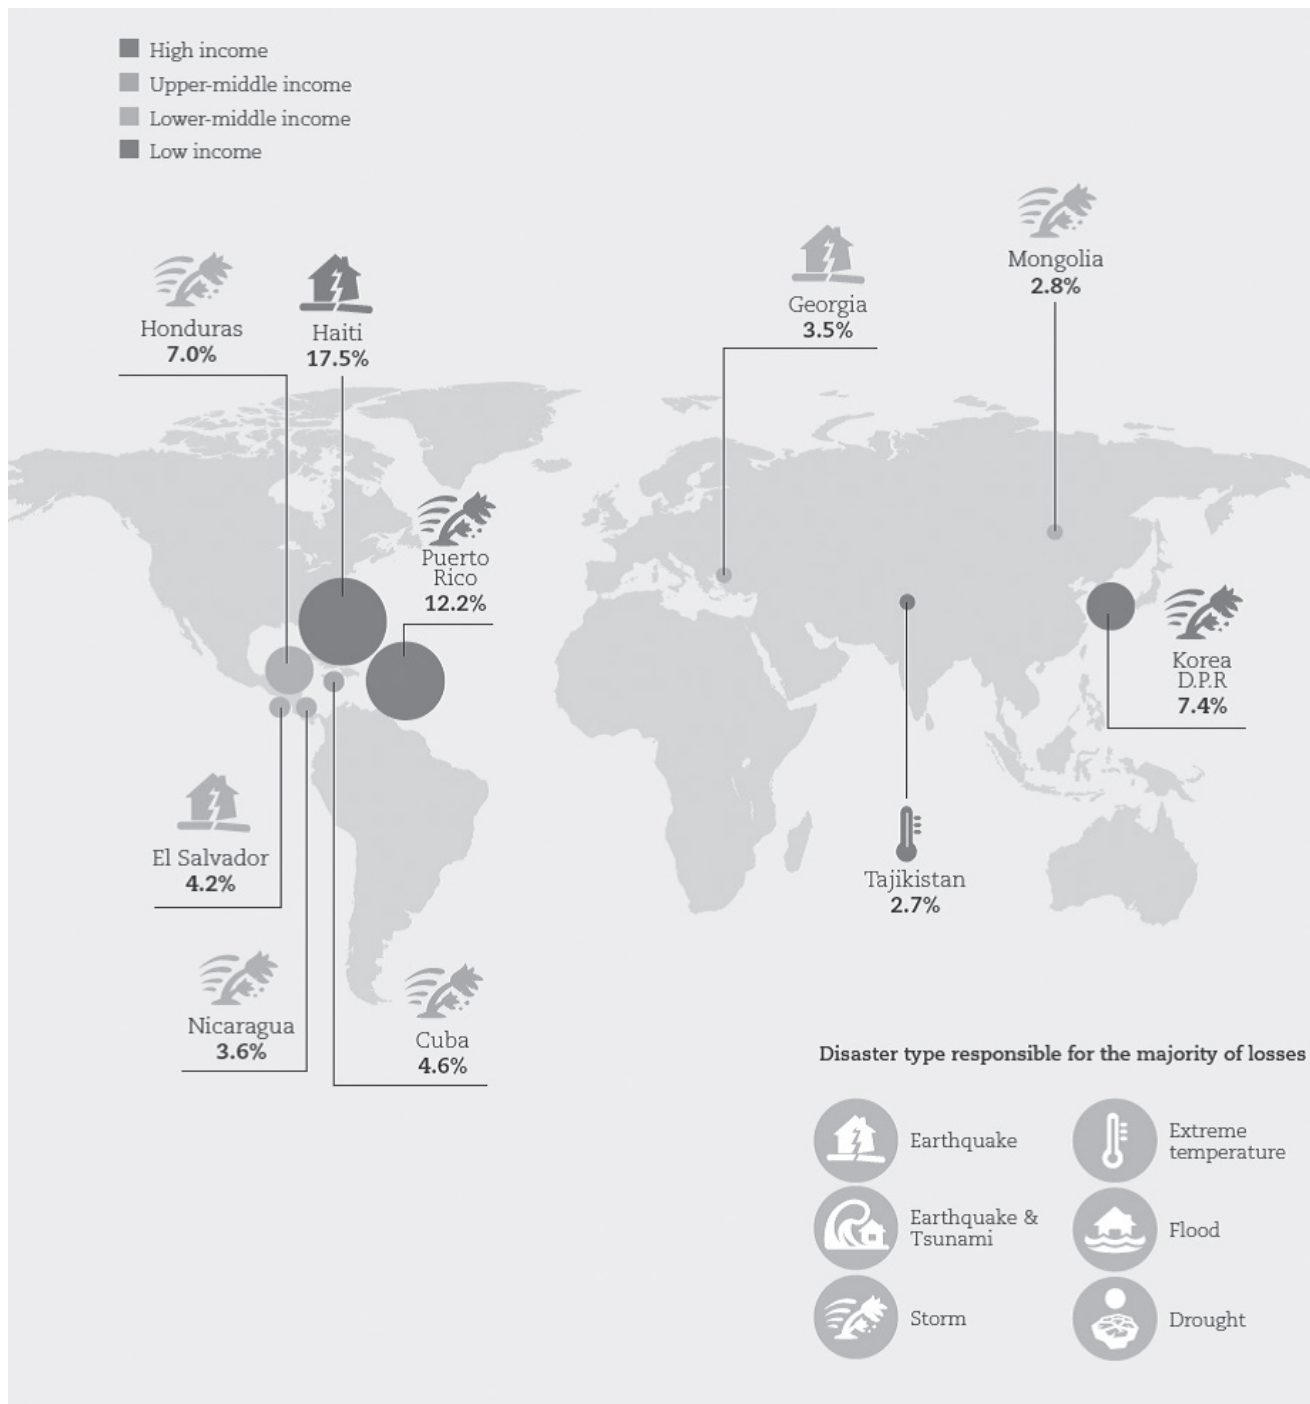 High income
Upper-middle income
Lower-middle income
Low income
Mongolia
2.8%
Georgia
3.5%
Honduras
7.0%
Haiti
17.5%
Puerto
Rico
12.2%
Korea
D.P.R
7.4%
El Salvador
4.2%
Tajikistan
2.7%
Nicaragua
3.6%
Cuba
4.6%
Disaster type responsible for the majority of losses
Earthquake
Extreme
temperature
Earthquake &
Tsunami
Flood
Storm
Drought